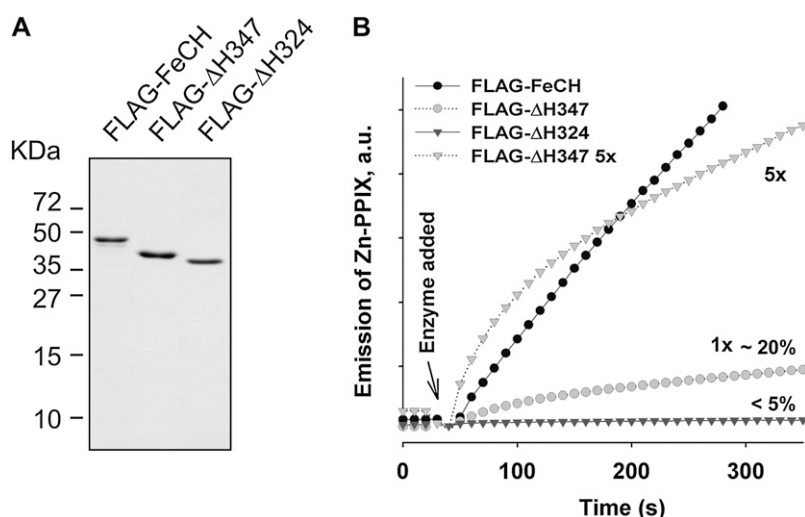 A
FLAG-FeCH
FLAG-ΔH347
FLAG-ΔH324
KDa
72
50
35
27
15
10
B
FLAG-FeCH
FLAG-ΔH347
FLAG-ΔH324
FLAG-ΔH347 5x
5x
1x ~ 20%
< 5%
Enzyme added
Emission of Zn-PPIX, a.u.
0
100
200
300
Time (s)